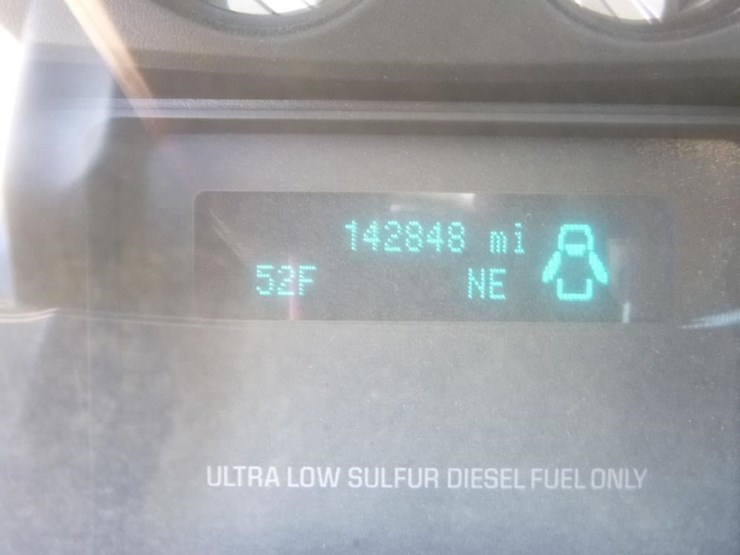 142848 mi
52F NE
ULTRA LOW SULFUR DIESEL FUEL ONLY